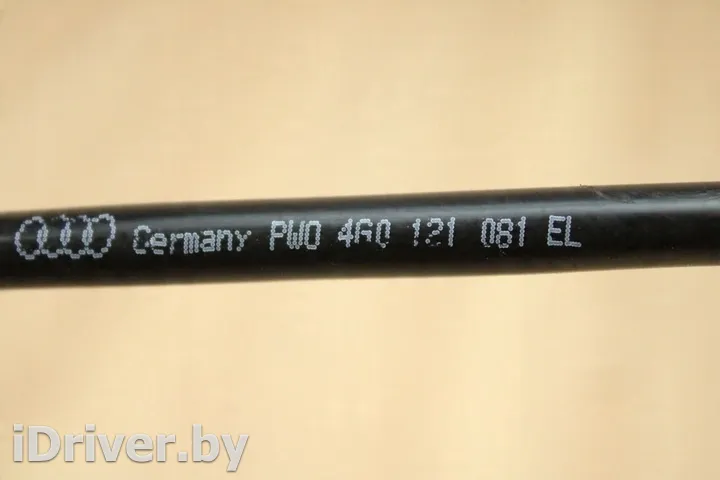 Germany PWO 4G0 121 081 EL
iDriver.by